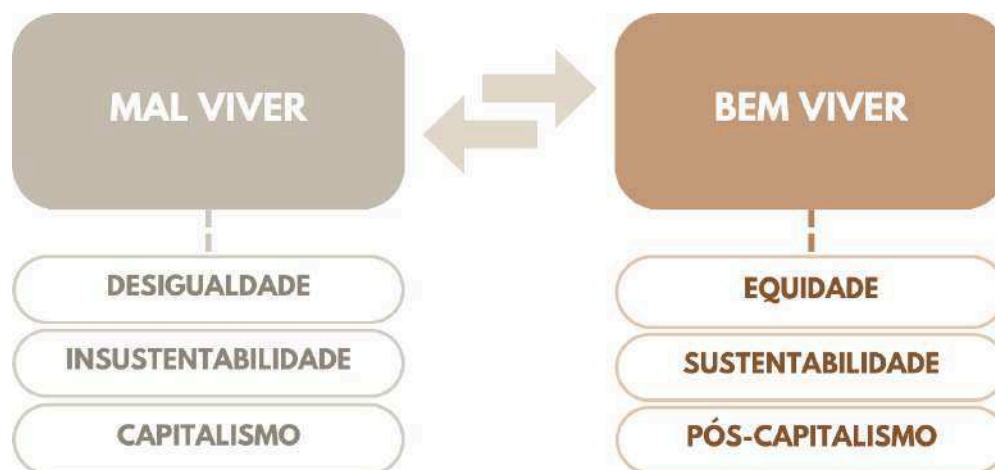 MAL VIVER
BEM VIVER
DESIGUALDADE
EQUIDADE
INSUSTENTABILIDADE
SUSTENTABILIDADE
CAPITALISMO
PÓS-CAPITALISMO